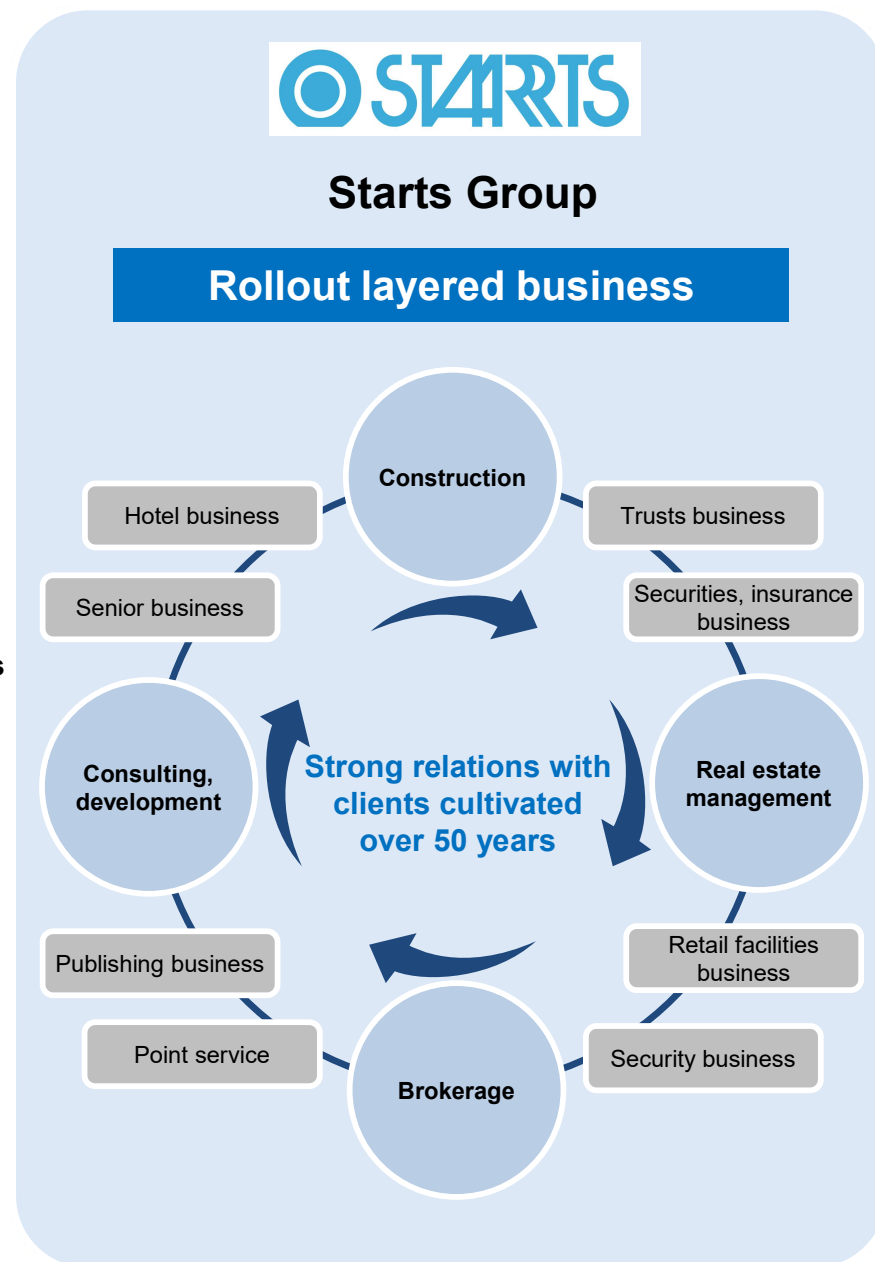 STARTS
Starts Group
Rollout layered business
Construction
Hotel business
Trusts business
Senior business
Securities, insurance
business
s
Consulting,
development
Strong relations with
clients cultivated
over 50 years
Real estate
management
Publishing business
Retail facilities
business
Point service
Security business
Brokerage